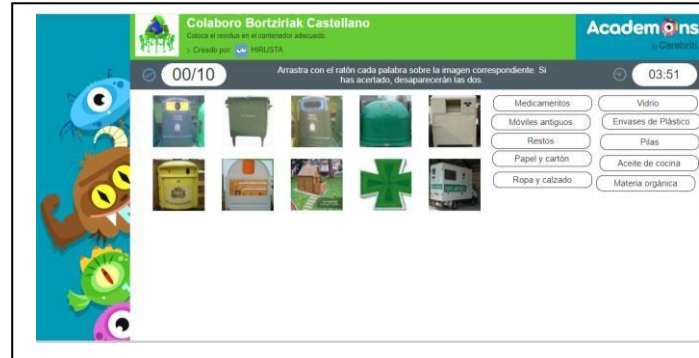 Colaboro Bortziriak Castellano
Coloca el residuo en el contenedor adecuado.
> Creado por: HIRUSTA
Academons
by Cerebriti
00/10
Arrastra con el ratón cada palabra sobre la imagen correspondiente. Si
has acertado, desaparecerán las dos.
03:51
Medicamentos
Vidrio
Móviles antiguos
Envases de Plástico
Restos
Pilas
Papel y cartón
Aceite de cocina
Ropa y calzado
Materia orgánica